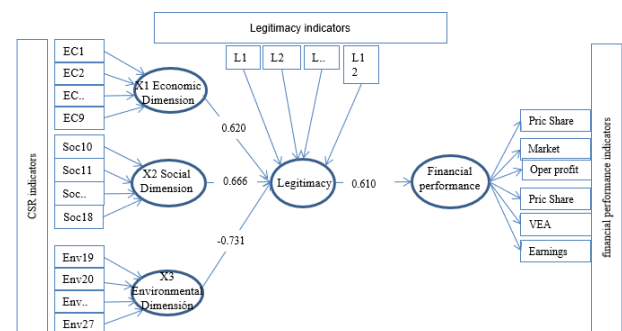 Legitimacy indicators
CSR indicators
EC1
EC2
EC..
EC9
Soc10
Soc11
Soc..
Soc18
Env19
Env20
Env..
Env27
X1 Economic
Dimension
X2 Social
Dimension
X3
Environmental
Dimensión
L1
L2
L..
L1
2
0.620
0.666
-0.731
Legitimacy
0.610
Financial
performance
Pric Share
Market
Oper profit
Pric Share
VEA
Earnings
financial performance indicators